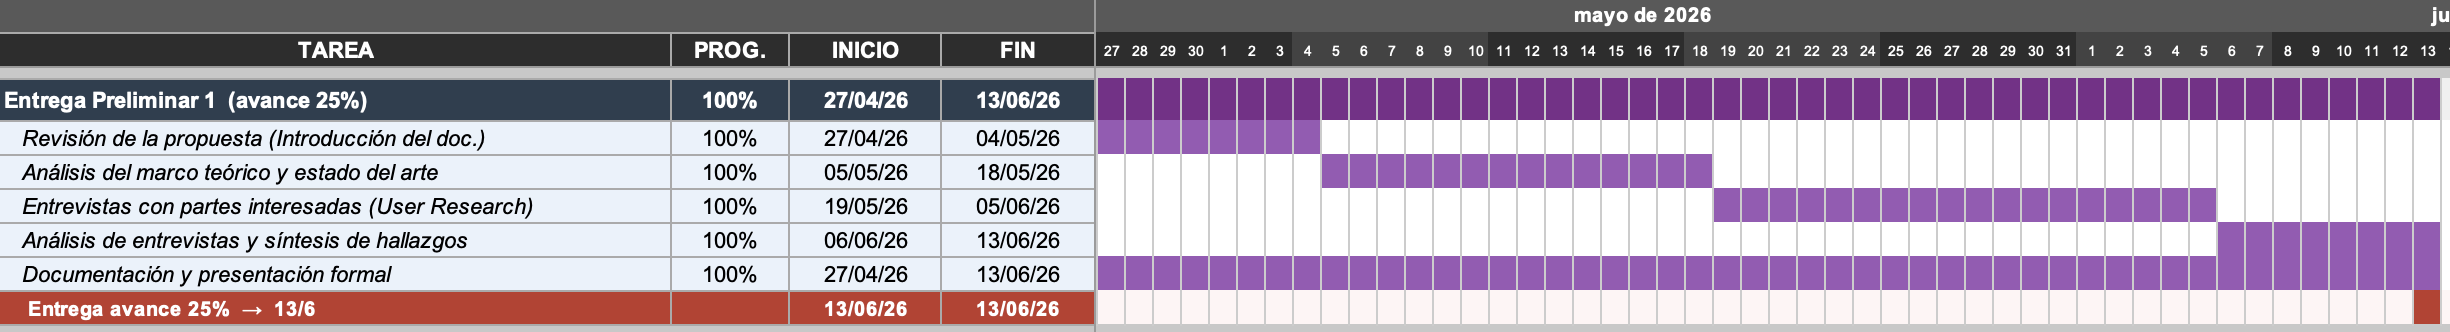 mayo de 2026 ju
TAREA PROG. INICIO FIN 27 28 29 30 1 2 3 4 5 6 7 8 9 10 11 12 13 14 15 16 17 18 19 20 21 22 23 24 25 26 27 28 29 30 31 1 2 3 4 5 6 7 8 9 10 11 12 13
Entrega Preliminar 1 (avance 25%) 100% 27/04/26 13/06/26
Revisión de la propuesta (Introducción del doc.) 100% 27/04/26 04/05/26
Análisis del marco teórico y estado del arte 100% 05/05/26 18/05/26
Entrevistas con partes interesadas (User Research) 100% 19/05/26 05/06/26
Análisis de entrevistas y síntesis de hallazgos 100% 06/06/26 13/06/26
Documentación y presentación formal 100% 27/04/26 13/06/26
Entrega avance 25% → 13/6 13/06/26 13/06/26